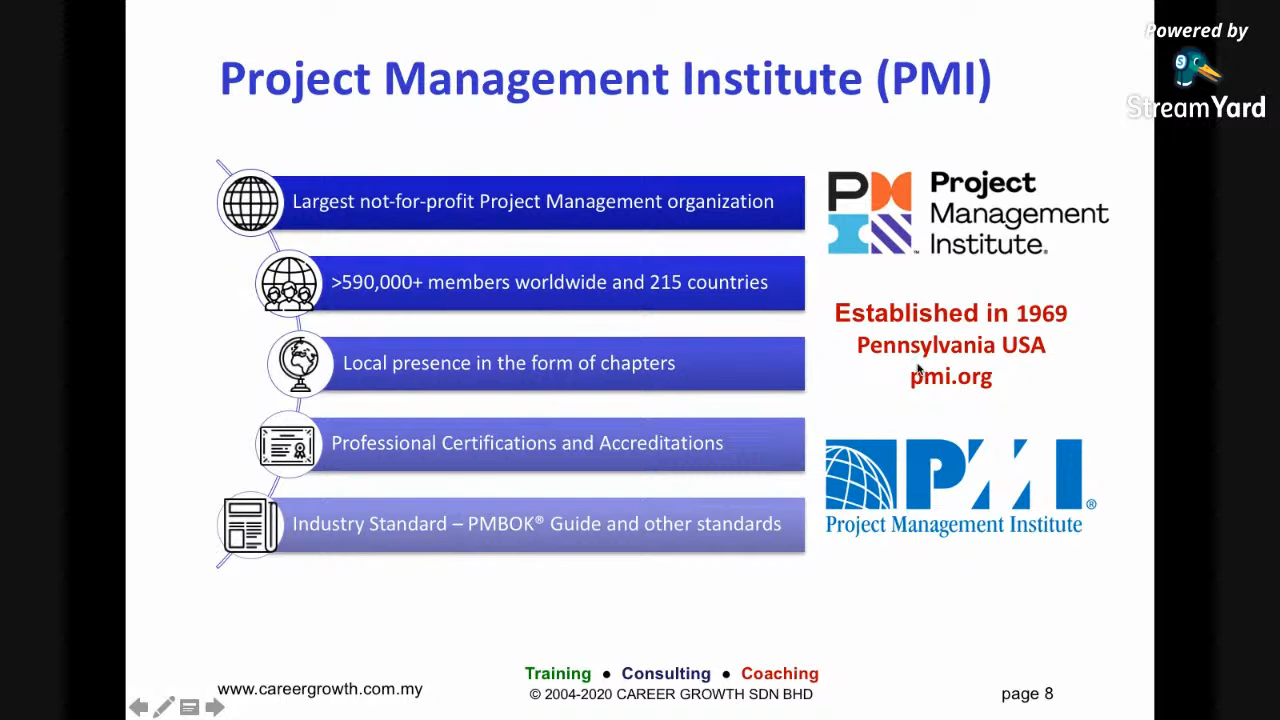 Powered by
StreamYard
Project Management Institute (PMI)
Largest not-for-profit Project Management organization
>590,000+ members worldwide and 215 countries
Local presence in the form of chapters
Professional Certifications and Accreditations
Industry Standard – PMBOK® Guide and other standards
PMI
Project
Management
Institute.
™
Established in 1969
Pennsylvania USA
pmi.org
PMI®
Project Management Institute
Training ● Consulting ● Coaching
www.careergrowth.com.my
© 2004-2020 CAREER GROWTH SDN BHD
page 8